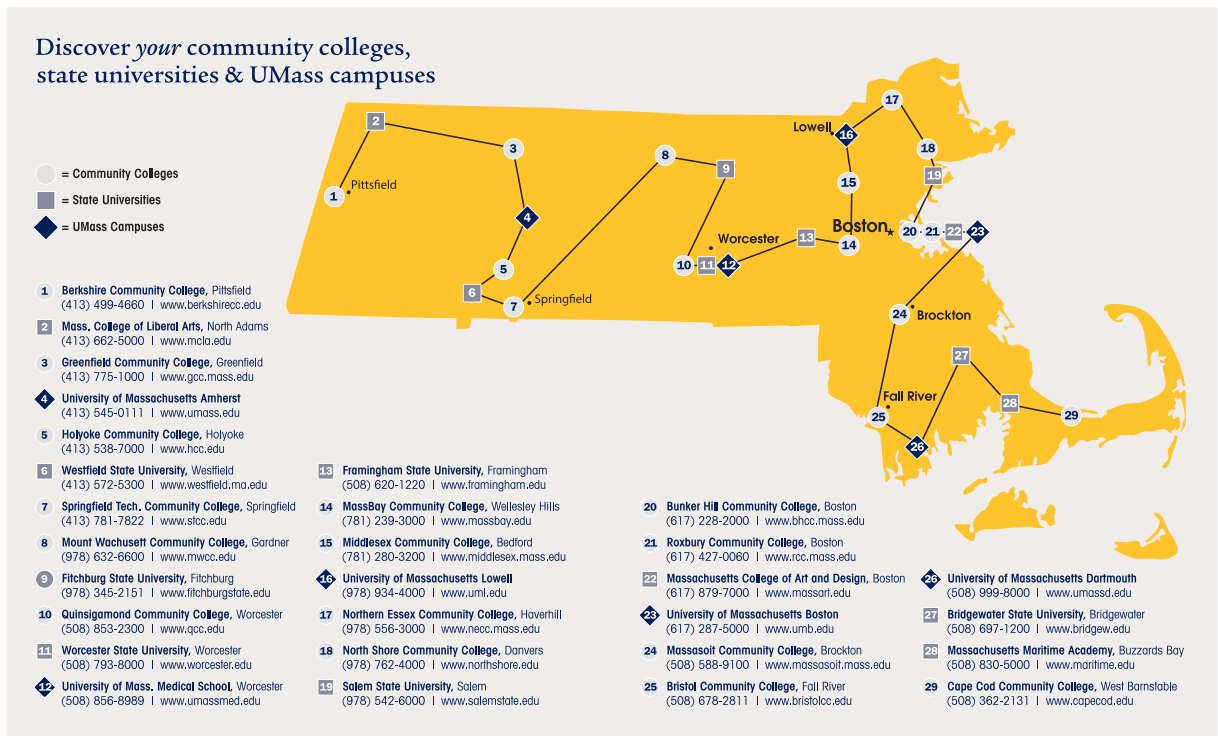 Discover your community colleges,
state universities & UMass campuses
= Community Colleges
= State Universities
= UMass Campuses
1
Pittsfield
2
3
4
5
6
7
Springfield
8
9
10
11
12
Worcester
13
14
15
Lowell
16
17
18
19
Boston
20
21
22
23
24
Brockton
Fall River
25
26
27
28
29
1 Berkshire Community College, Pittsfield
(413) 499-4660 | www.berkshirecc.edu
2 Mass. College of Liberal Arts, North Adams
(413) 662-5000 | www.mcla.edu
3 Greenfield Community College, Greenfield
(413) 775-1000 | www.gcc.mass.edu
4 University of Massachusetts Amherst
(413) 545-0111 | www.umass.edu
5 Holyoke Community College, Holyoke
(413) 538-7000 | www.hcc.edu
6 Westfield State University, Westfield
(413) 572-5300 | www.westfield.ma.edu
7 Springfield Tech. Community College, Springfield
(413) 781-7822 | www.stcc.edu
8 Mount Wachusett Community College, Gardner
(978) 632-6600 | www.mwcc.edu
9 Fitchburg State University, Fitchburg
(978) 345-2151 | www.fitchburgstate.edu
10 Quinsigamond Community College, Worcester
(508) 853-2300 | www.qcc.edu
11 Worcester State University, Worcester
(508) 793-8000 | www.worcester.edu
12 University of Mass. Medical School, Worcester
(508) 856-8989 | www.umassmed.edu
13 Framingham State University, Framingham
(508) 620-1220 | www.framingham.edu
14 MassBay Community College, Wellesley Hills
(781) 239-3000 | www.massbay.edu
15 Middlesex Community College, Bedford
(781) 280-3200 | www.middlesex.mass.edu
16 University of Massachusetts Lowell
(978) 934-4000 | www.uml.edu
17 Northern Essex Community College, Haverhill
(978) 556-3000 | www.necc.mass.edu
18 North Shore Community College, Danvers
(978) 762-4000 | www.northshore.edu
19 Salem State University, Salem
(978) 542-6000 | www.salemstate.edu
20 Bunker Hill Community College, Boston
(617) 228-2000 | www.bhcc.mass.edu
21 Roxbury Community College, Boston
(617) 427-0060 | www.rcc.mass.edu
22 Massachusetts College of Art and Design, Boston
(617) 879-7000 | www.massart.edu
23 University of Massachusetts Boston
(617) 287-5000 | www.umb.edu
24 Massasoit Community College, Brockton
(508) 588-9100 | www.massasoit.mass.edu
25 Bristol Community College, Fall River
(508) 678-2811 | www.bristolcc.edu
26 University of Massachusetts Dartmouth
(508) 999-8000 | www.umassd.edu
27 Bridgewater State University, Bridgewater
(508) 697-1200 | www.bridgew.edu
28 Massachusetts Maritime Academy, Buzzards Bay
(508) 830-5000 | www.maritime.edu
29 Cape Cod Community College, West Barnstable
(508) 362-2131 | www.capecod.edu